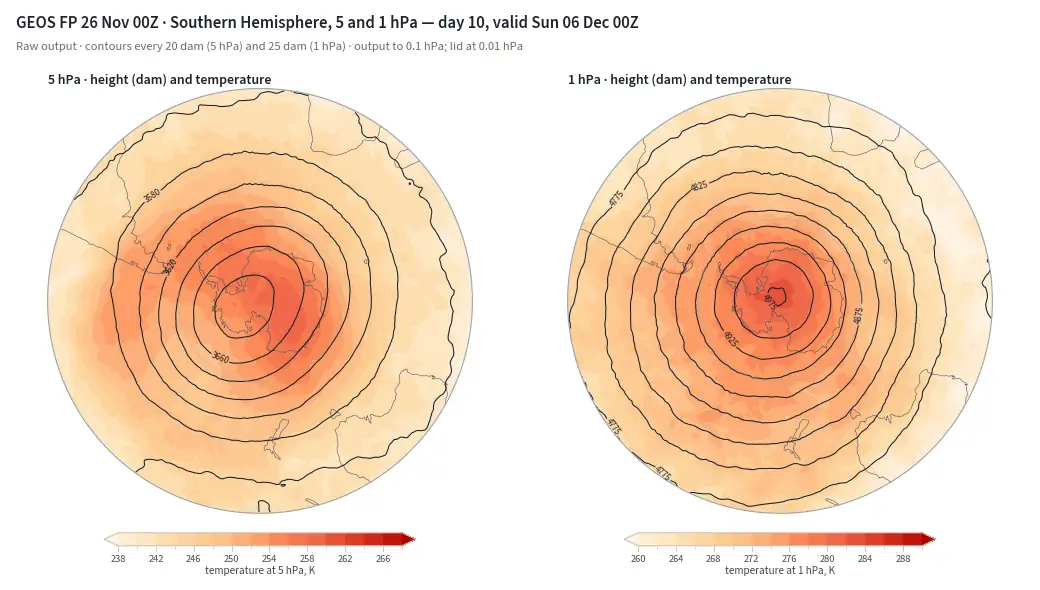 GEOS FP 26 Nov 00Z · Southern Hemisphere, 5 and 1 hPa — day 10, valid Sun 06 Dec 00Z
Raw output · contours every 20 dam (5 hPa) and 25 dam (1 hPa) · output to 0.1 hPa; lid at 0.01 hPa
5 hPa · height (dam) and temperature
3580
3620
3660
238 242 246 250 254 258 262 266
temperature at 5 hPa, K
1 hPa · height (dam) and temperature
4775
4825
4975
4875
4925
4775
4775
260 264 268 272 276 280 284 288
temperature at 1 hPa, K